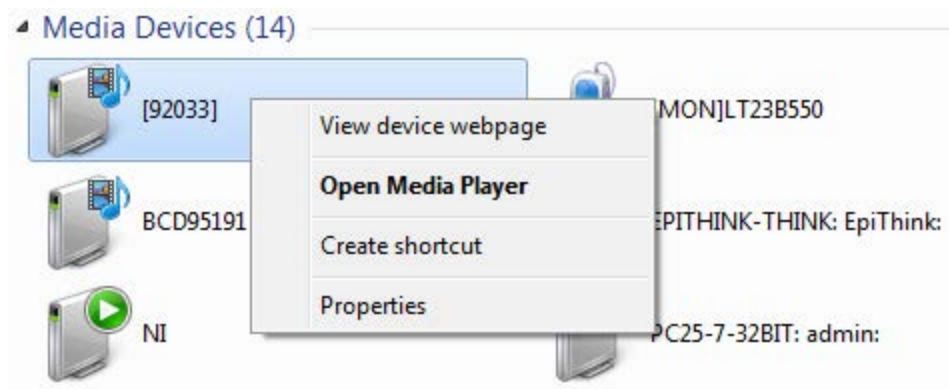 Media Devices (14)
[92033]
View device webpage
MON]LT23B550
Open Media Player
BCD95191
EPITHINK-THINK: EpiThink:
Create shortcut
Properties
NI
PC25-7-32BIT: admin: